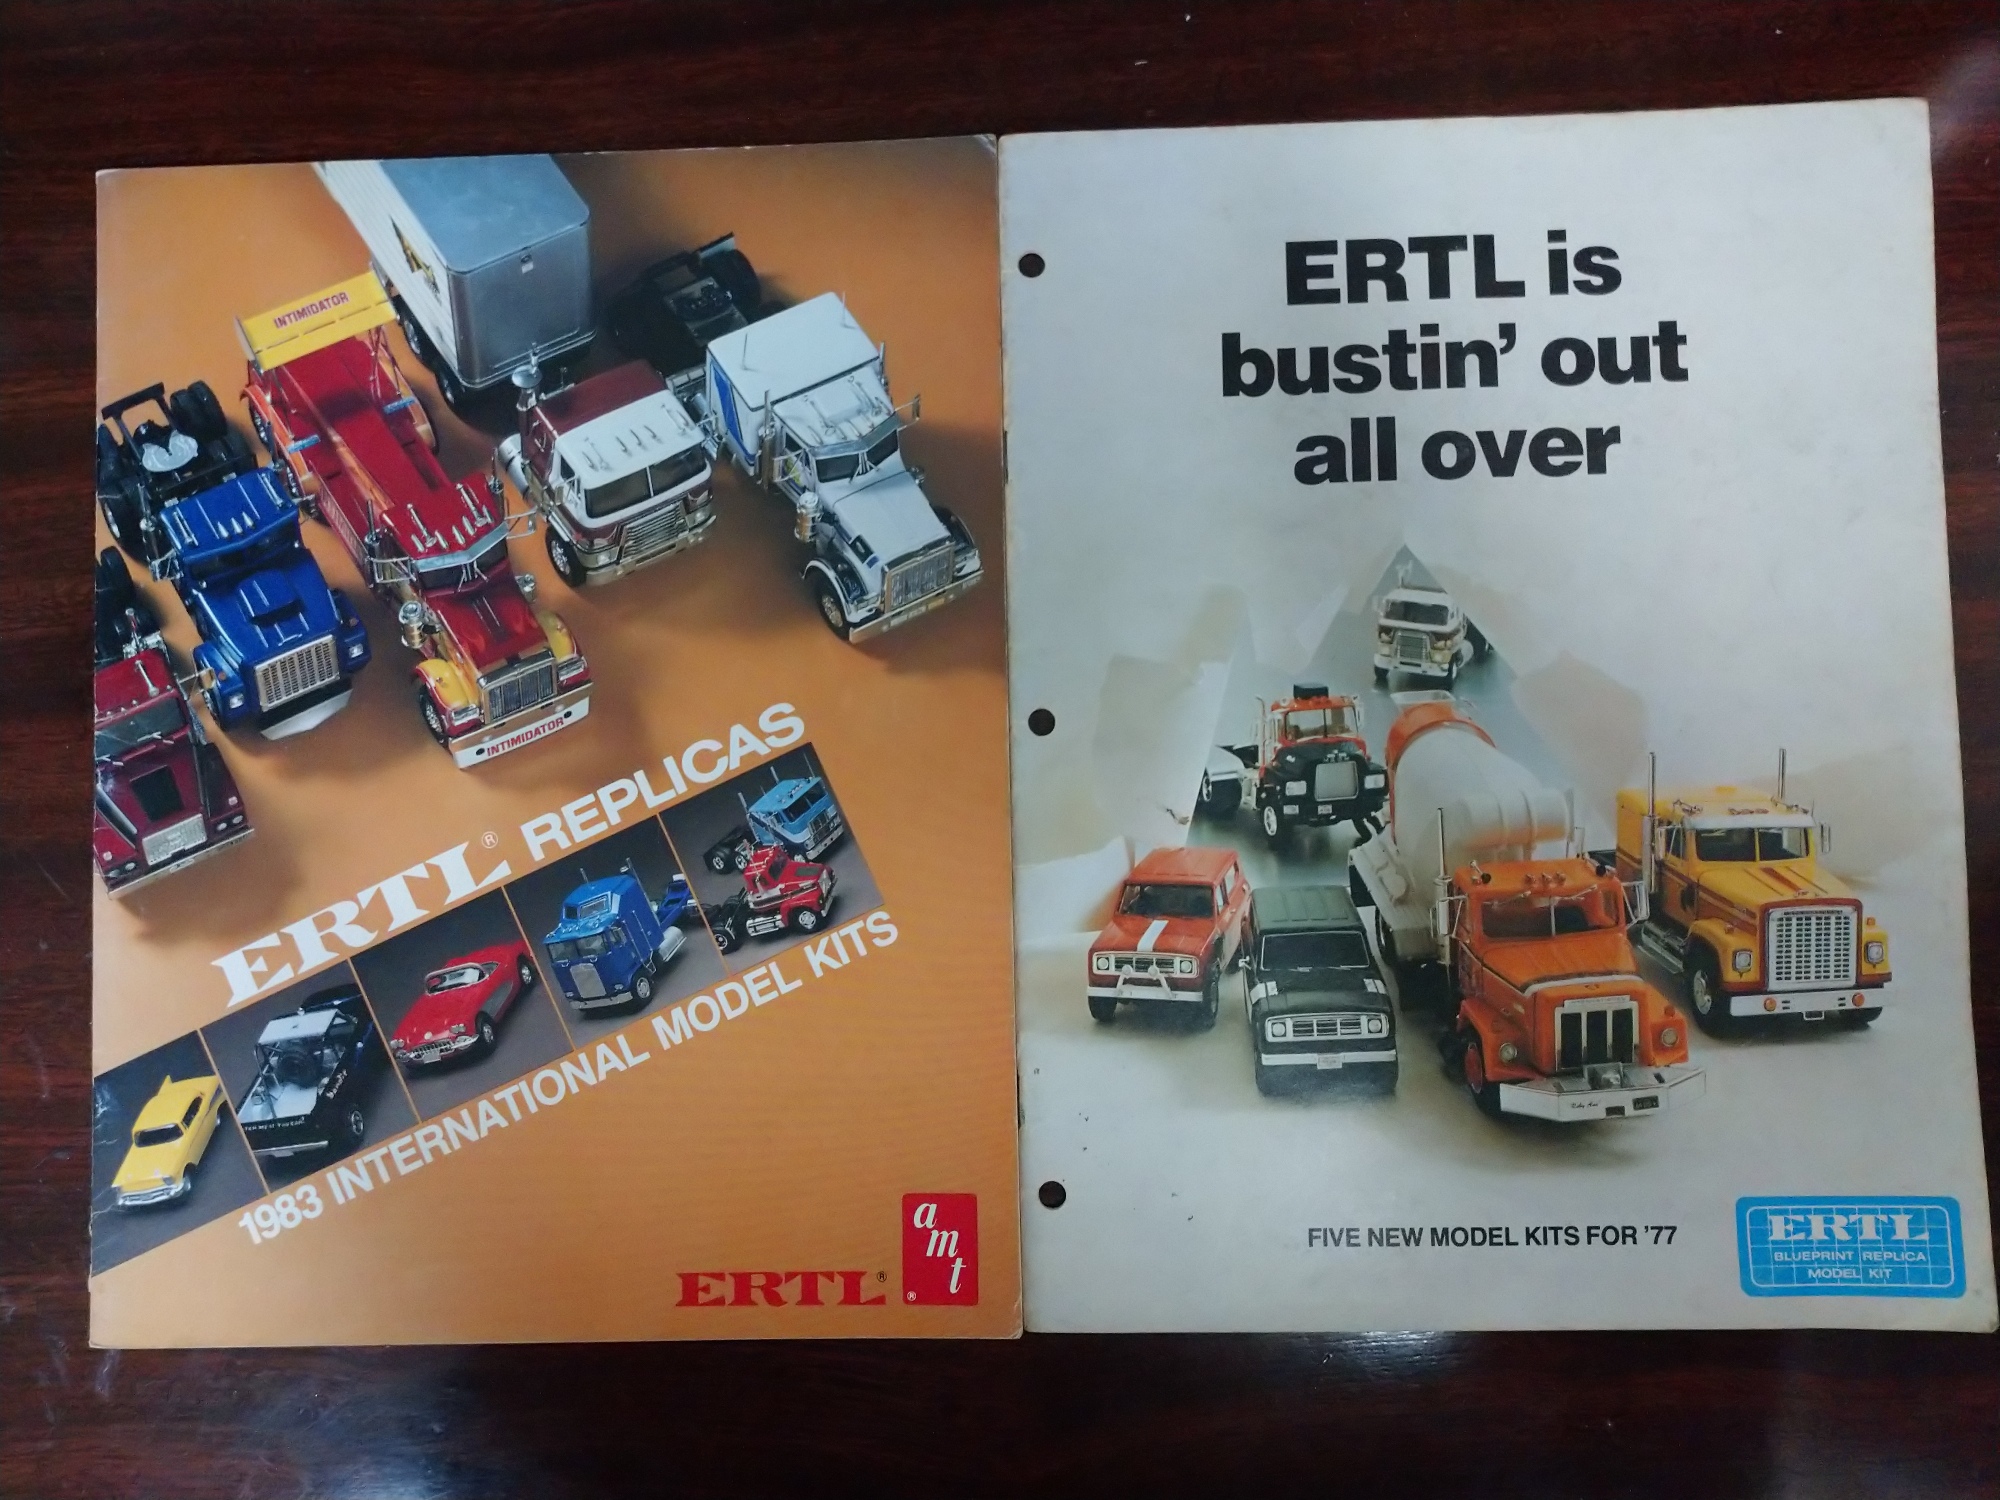 INTIMIDATOR
INTIMIDATOR
ERTL® REPLICAS
1983 INTERNATIONAL MODEL KITS
ERTL®
amt®
ERTL is
bustin' out
all over
FIVE NEW MODEL KITS FOR '77
ERTL
BLUEPRINT REPLICA
MODEL KIT